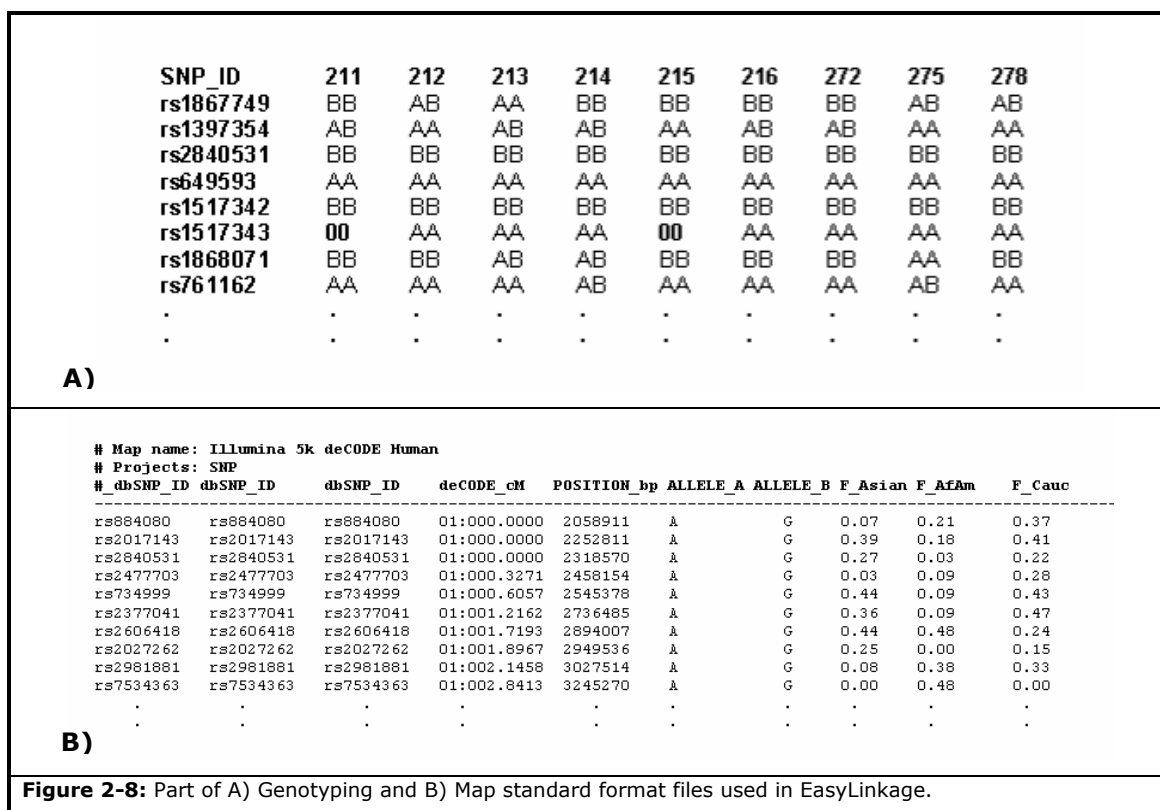 SNP_ID 211 212 213 214 215 216 272 275 278
rs1867749 BB AB AA BB BB BB BB AB AB
rs1397354 AB AA AB AB AA AB AB AA AA
rs2840531 BB BB BB BB BB BB BB BB BB
rs649593 AA AA AA AA AA AA AA AA AA
rs1517342 BB BB BB BB BB BB BB BB BB
rs1517343 00 AA AA AA 00 AA AA AA AA
rs1868071 BB BB AB AB BB BB BB AA BB
rs761162 AA AA AA AB AA AA AA AB AA
. . . . . . . . . .
. . . . . . . . . .
A)
# Map name: Illumina 5k deCODE Human
# Projects: SNP
#_dbSNP_ID dbSNP_ID dbSNP_ID deCODE_cM POSITION_bp ALLELE_A ALLELE_B F_Asian F_AfAm F_Cauc
rs884080 rs884080 rs884080 01:000.0000 2058911 A G 0.07 0.21 0.37
rs2017143 rs2017143 rs2017143 01:000.0000 2252811 A G 0.39 0.18 0.41
rs2840531 rs2840531 rs2840531 01:000.0000 2318570 A G 0.27 0.03 0.22
rs2477703 rs2477703 rs2477703 01:000.3271 2458154 A G 0.03 0.09 0.28
rs734999 rs734999 rs734999 01:000.6057 2545378 A G 0.44 0.09 0.43
rs2377041 rs2377041 rs2377041 01:001.2162 2736485 A G 0.36 0.09 0.47
rs2606418 rs2606418 rs2606418 01:001.7193 2894007 A G 0.44 0.48 0.24
rs2027262 rs2027262 rs2027262 01:001.8967 2949536 A G 0.25 0.00 0.15
rs2981881 rs2981881 rs2981881 01:002.1458 3027514 A G 0.08 0.38 0.33
rs7534363 rs7534363 rs7534363 01:002.8413 3245270 A G 0.00 0.48 0.00
. . . . . . . . . .
. . . . . . . . . .
B)
Figure 2-8: Part of A) Genotyping and B) Map standard format files used in EasyLinkage.